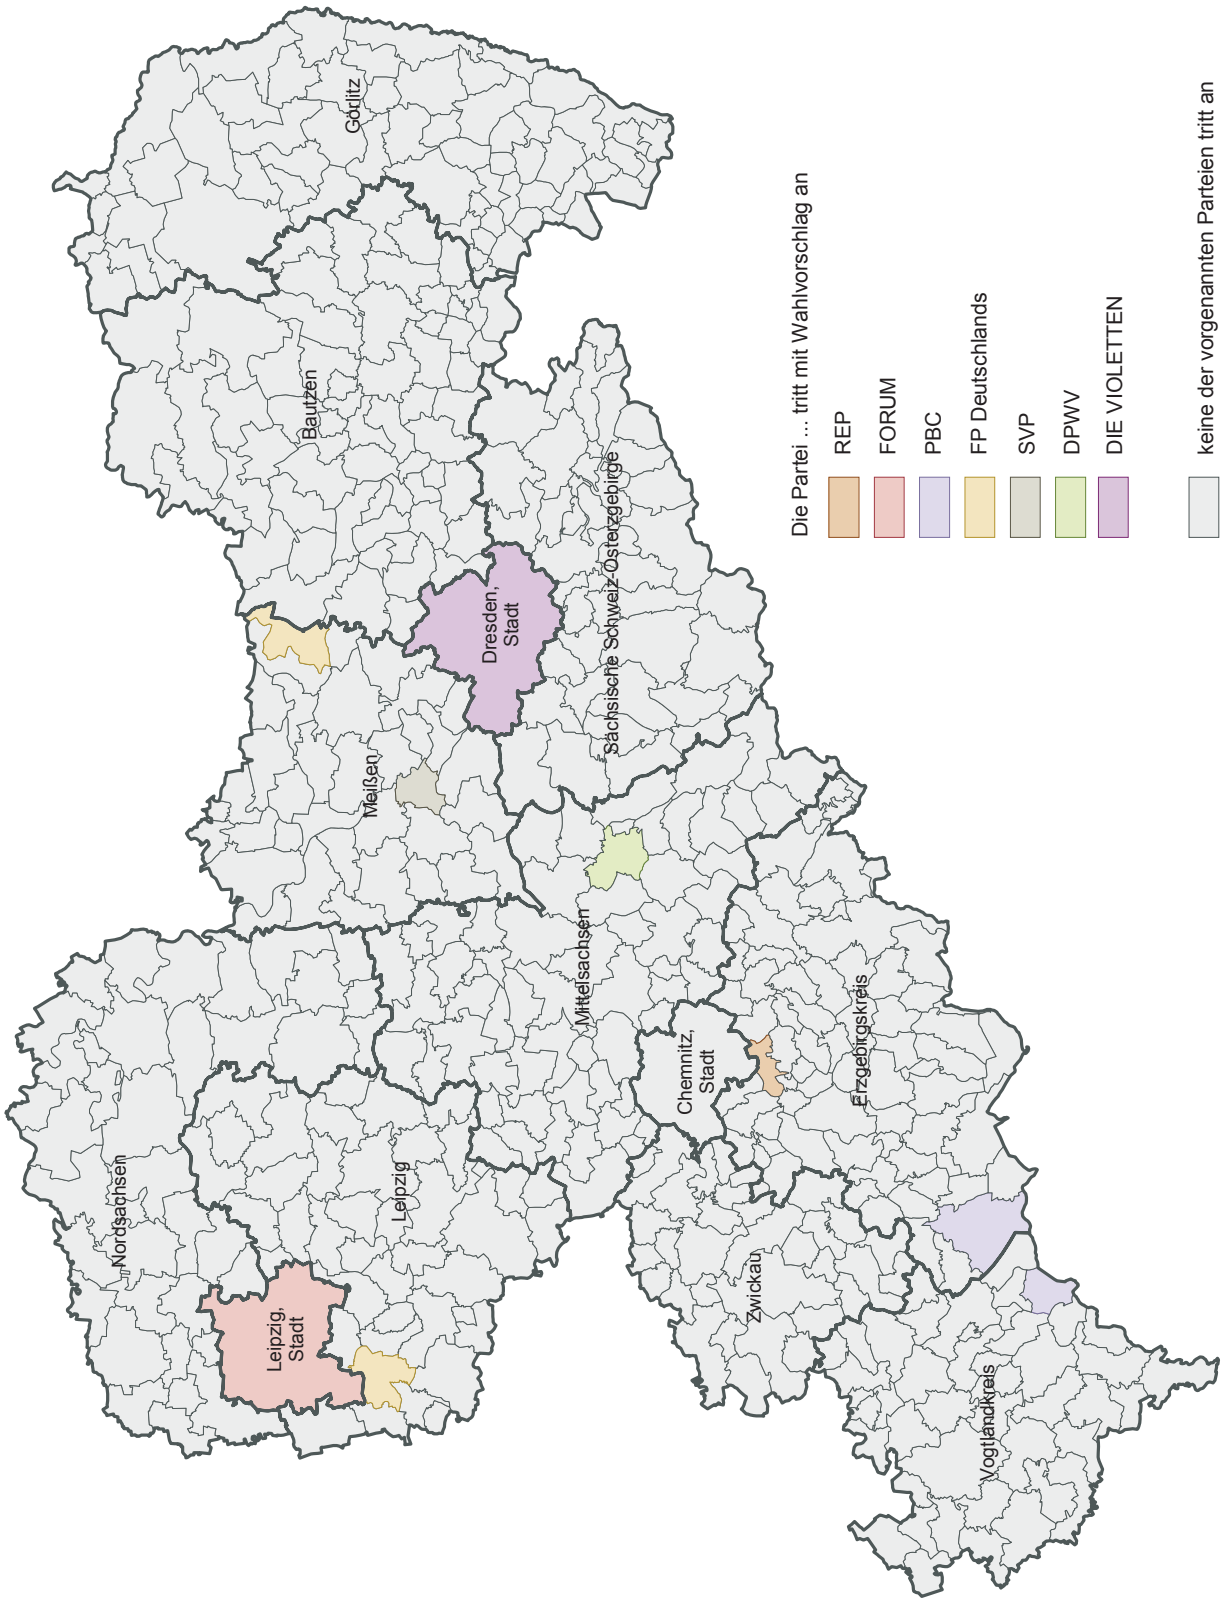 Görlitz
Bautzen
Sächsische Schweiz-Osterzgebirge
Dresden,
Stadt
Meißen
Mittelsachsen
Chemnitz,
Stadt
Erzgebirgskreis
Nordsachsen
Leipzig
Leipzig,
Stadt
Zwickau
Vogtlandkreis
Die Partei ... tritt mit Wahlvorschlag an
REP
FORUM
PBC
FP Deutschlands
SVP
DPWV
DIE VIOLETTEN
keine der vorgenannten Parteien tritt an